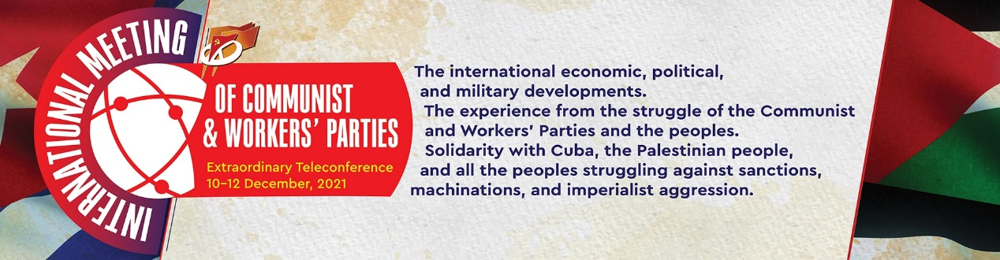 INTERNATIONAL MEETING
OF COMMUNIST
& WORKERS' PARTIES
Extraordinary Teleconference
10–12 December, 2021
The international economic, political,
and military developments.
The experience from the struggle of the Communist
and Workers' Parties and the peoples.
Solidarity with Cuba, the Palestinian people,
and all the peoples struggling against sanctions,
machinations, and imperialist aggression.